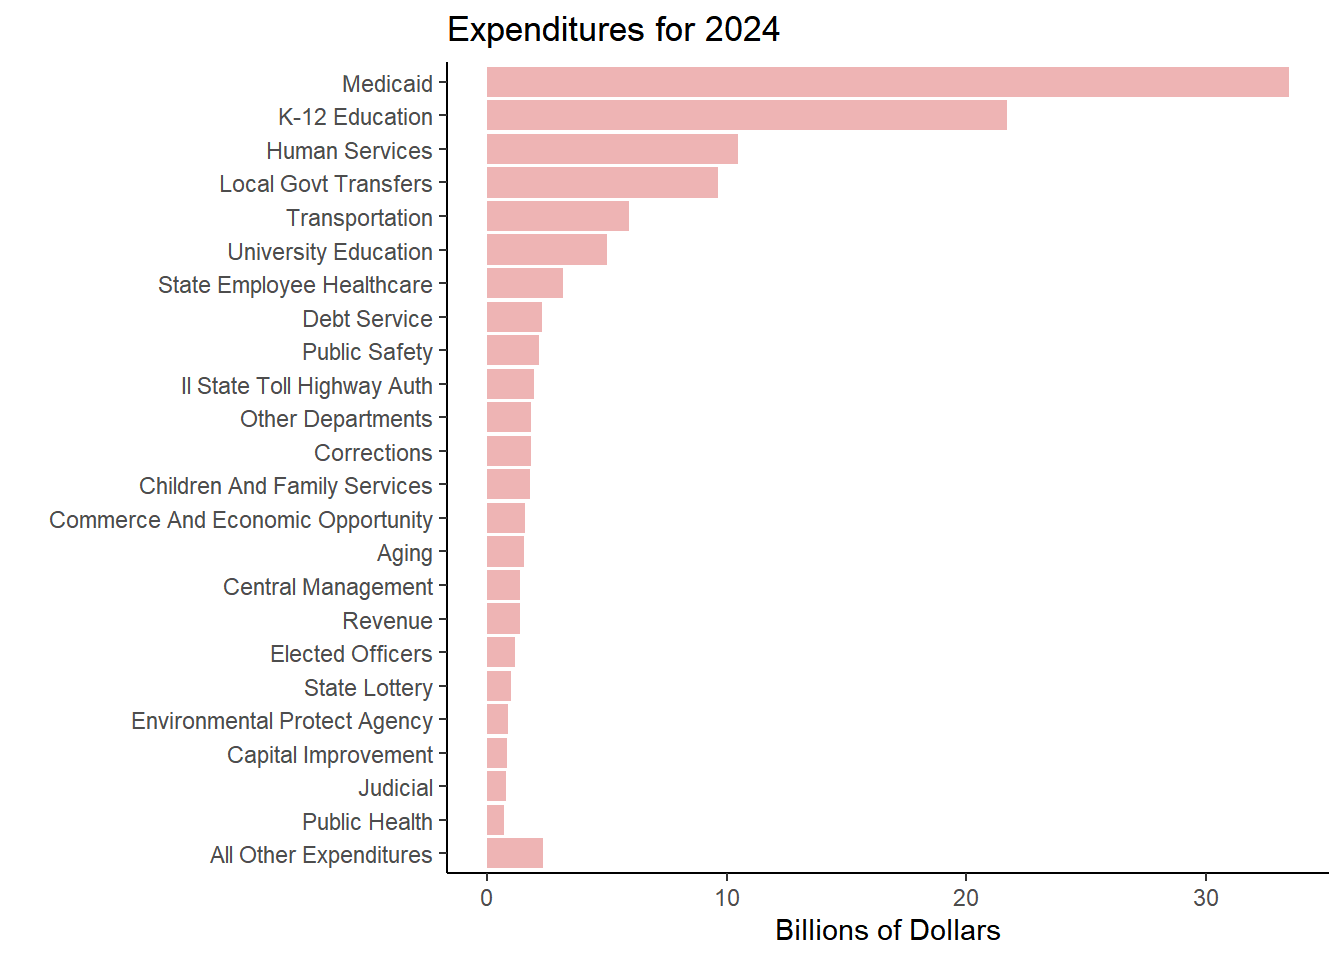 Expenditures for 2024
Medicaid
K-12 Education
Human Services
Local Govt Transfers
Transportation
University Education
State Employee Healthcare
Debt Service
Public Safety
Il State Toll Highway Auth
Other Departments
Corrections
Children And Family Services
Commerce And Economic Opportunity
Aging
Central Management
Revenue
Elected Officers
State Lottery
Environmental Protect Agency
Capital Improvement
Judicial
Public Health
All Other Expenditures
0 10 20 30
Billions of Dollars